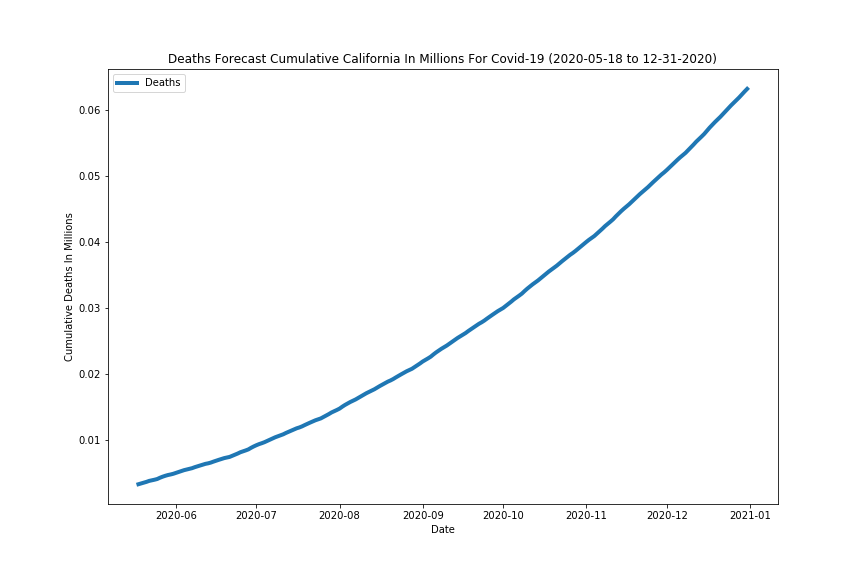 Deaths Forecast Cumulative California In Millions For Covid-19 (2020-05-18 to 12-31-2020)
Deaths
0.06
0.05
0.04
0.03
0.02
0.01
Cumulative Deaths In Millions
2020-06 2020-07 2020-08 2020-09 2020-10 2020-11 2020-12 2021-01
Date